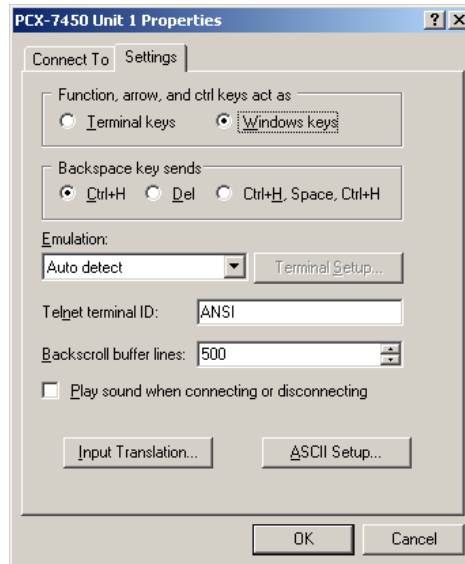 PCX-7450 Unit 1 Properties
Connect To Settings
Function, arrow, and ctrl keys act as
Terminal keys Windows keys
Backspace key sends
Ctrl+H Del Ctrl+H, Space, Ctrl+H
Emulation:
Auto detect Terminal Setup...
Telnet terminal ID: ANSI
Backscroll buffer lines: 500
Play sound when connecting or disconnecting
Input Translation... ASCII Setup...
OK Cancel